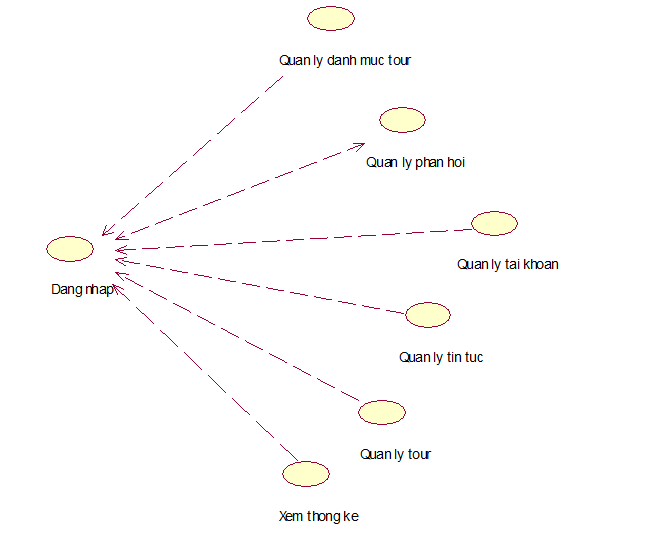 Quan ly danh muc tour
Quan ly phan hoi
Quan ly tai khoan
Dang nhap
Quan ly tin tuc
Quan ly tour
Xem thong ke